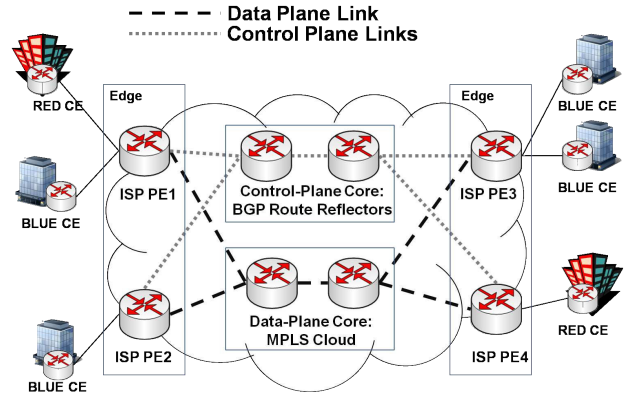 Data Plane Link
Control Plane Links
Edge
Edge
RED CE
BLUE CE
BLUE CE
ISP PE1
Control-Plane Core:
BGP Route Reflectors
ISP PE3
BLUE CE
Data-Plane Core:
MPLS Cloud
RED CE
ISP PE2
ISP PE4
BLUE CE